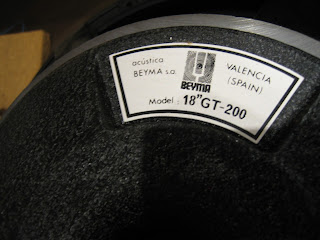 acústica
BEYMA s.a.
BEYMA
VALENCIA
(SPAIN)
Model : 18"GT-200